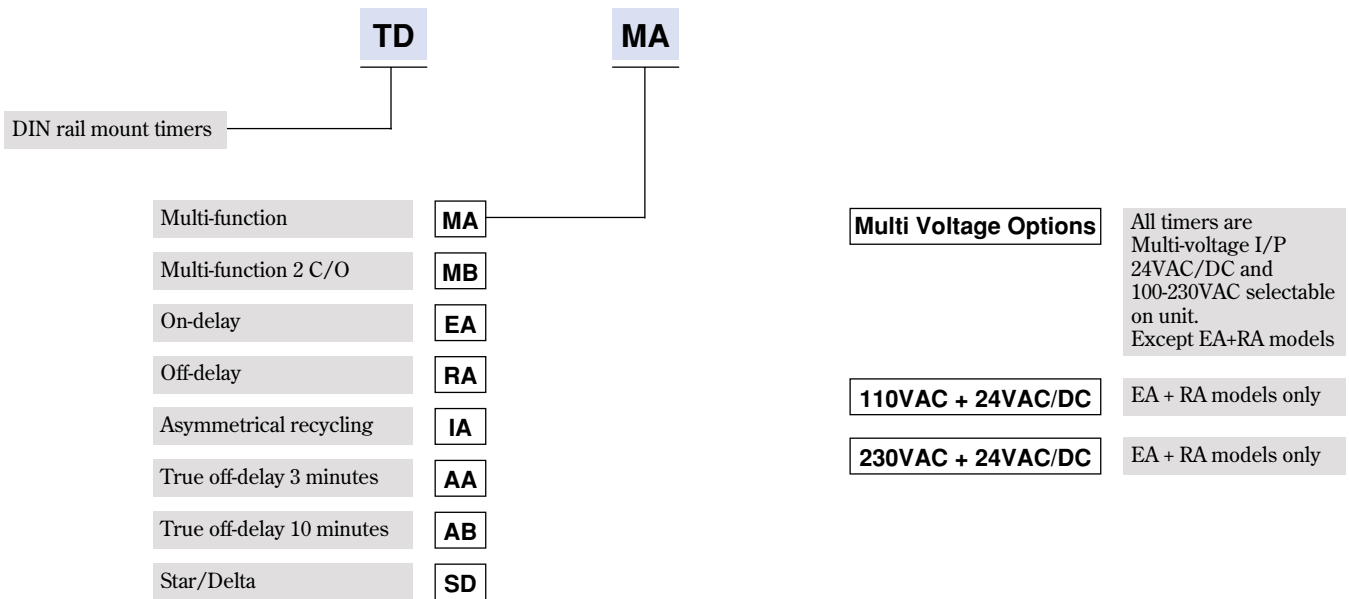 TD MA
DIN rail mount timers
Multi-function MA
Multi-function 2 C/O MB
On-delay EA
Off-delay RA
Asymmetrical recycling IA
True off-delay 3 minutes AA
True off-delay 10 minutes AB
Star/Delta SD
Multi Voltage Options
All timers are
Multi-voltage I/P
24VAC/DC and
100-230VAC selectable
on unit.
Except EA+RA models
110VAC + 24VAC/DC EA + RA models only
230VAC + 24VAC/DC EA + RA models only